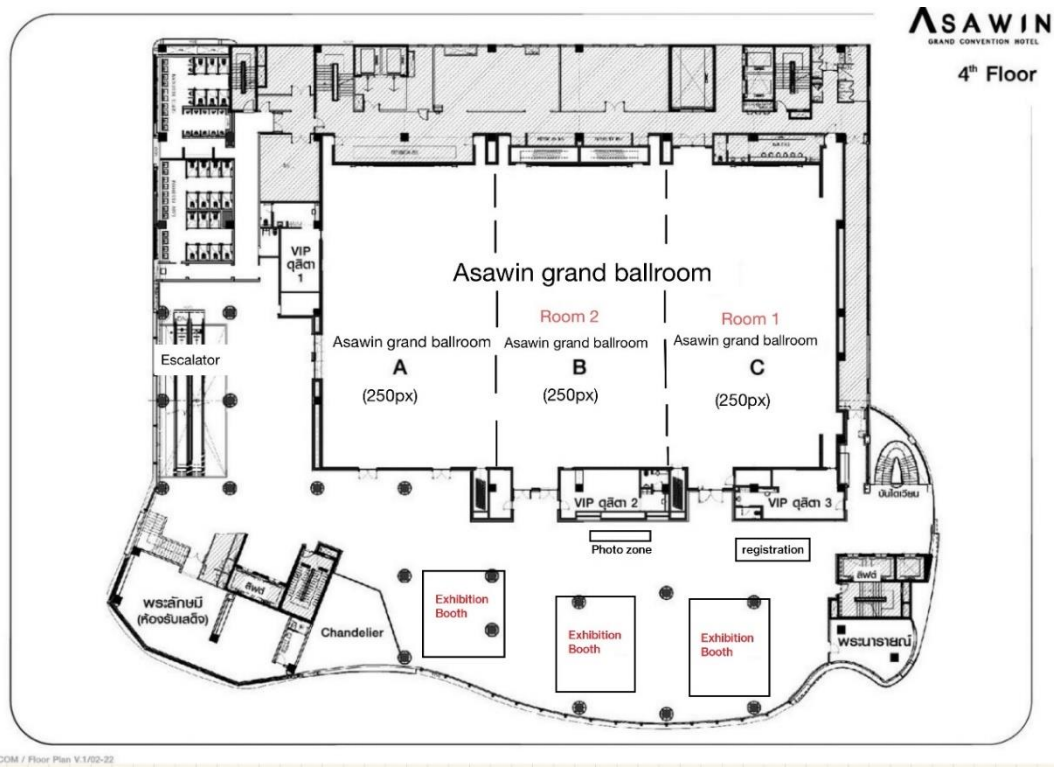 ASAWIN
GRAND CONVENTION HOTEL
4th Floor
VIP
ดุสิตา
1
Asawin grand ballroom
Room 2
Room 1
Asawin grand ballroom
A
(250px)
Asawin grand ballroom
B
(250px)
Asawin grand ballroom
C
(250px)
Escalator
VIP ดุสิตา 2
VIP ดุสิตา 3
บันไดเวียน
Photo zone
registration
ลิฟต์
ลิฟต์
พระลักษมี
(ห้องรับเสด็จ)
Chandelier
Exhibition
Booth
Exhibition
Booth
Exhibition
Booth
พระนารายณ์
COM / Floor Plan V.1/02-22